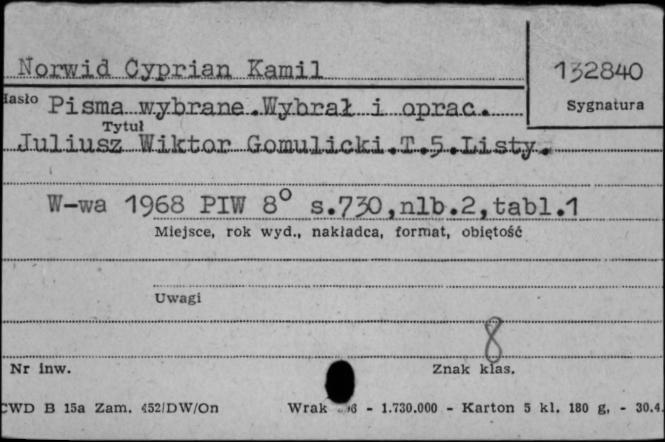 Norwid Cyprian Kamil
132840
Hasło Pisma wybrane.Wybrał i oprac.
Sygnatura
Tytuł
Juliusz Wiktor Gomulicki.T.5.Listy.
W-wa 1968 PIW 8° s.730,nlb.2,tabl.1
Miejsce, rok wyd., nakładca, format, objętość
Uwagi
8
Nr inw.
Znak klas.
CWD B 15a Zam. 452/DW/On Wrak - 1.730.000 - Karton 5 kl. 180 g, - 30.4.